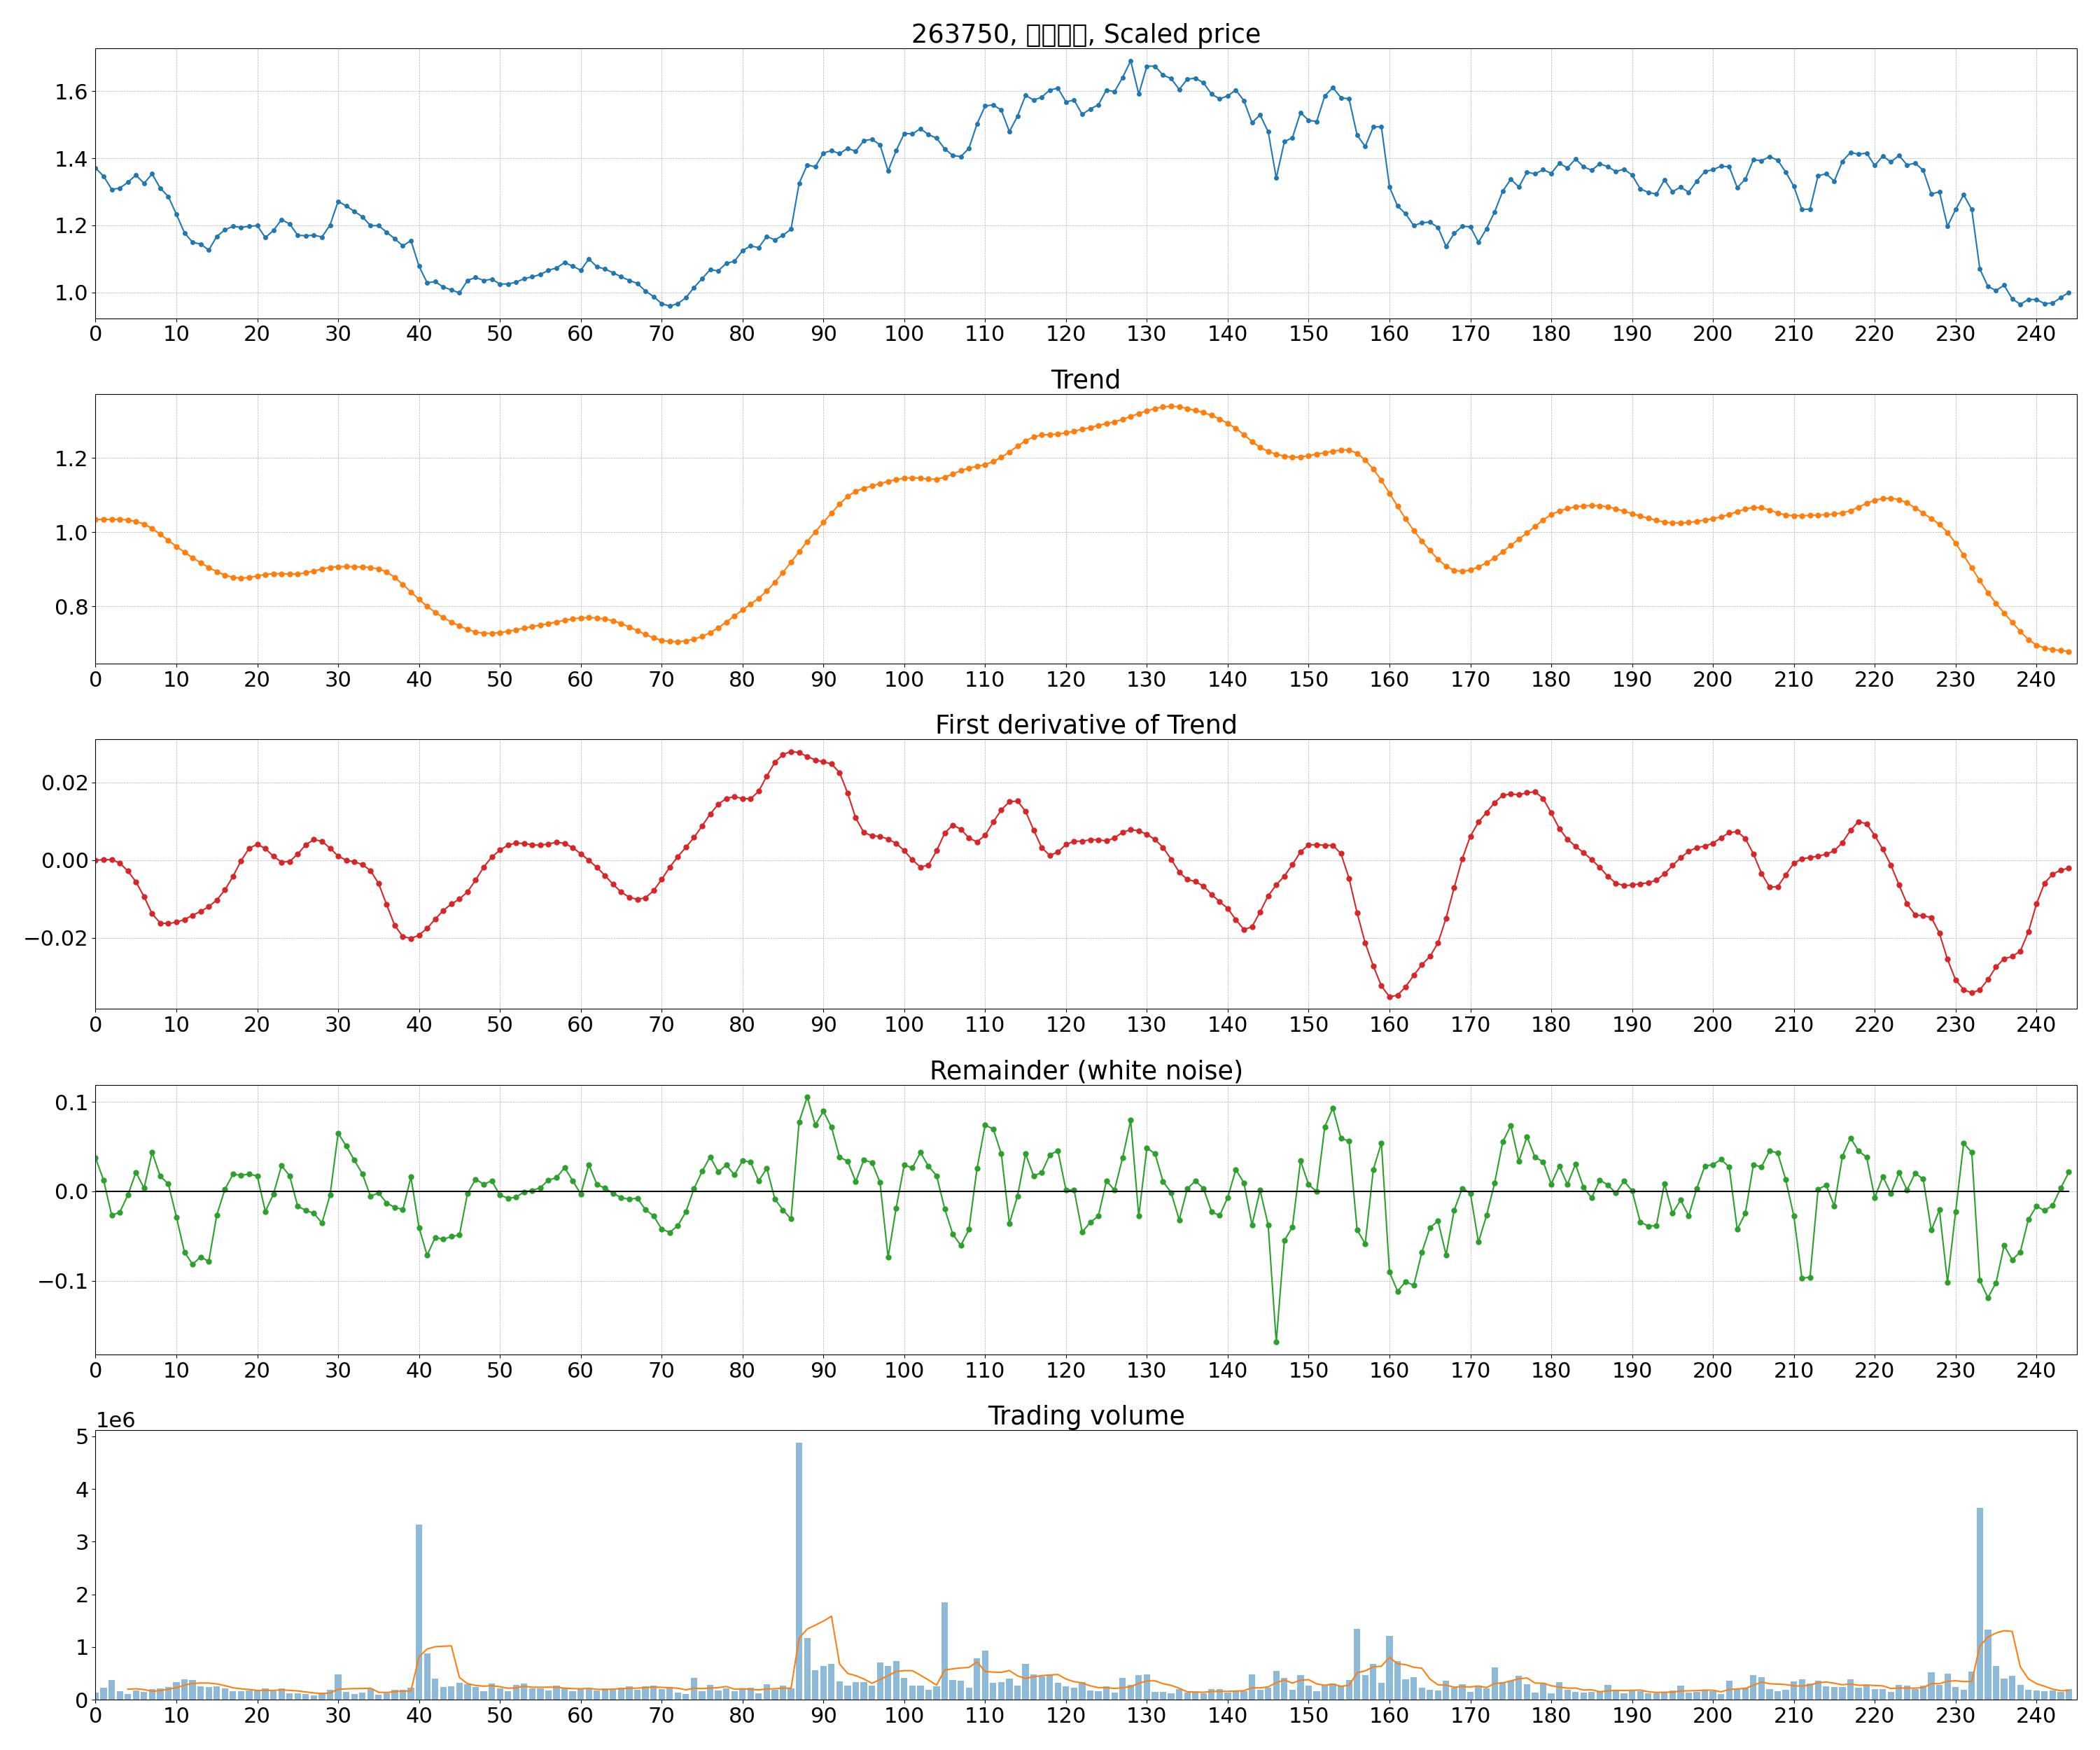 263750, □□□□, Scaled price
1.6
1.4
1.2
1.0
0 10 20 30 40 50 60 70 80 90 100 110 120 130 140 150 160 170 180 190 200 210 220 230 240
Trend
1.2
1.0
0.8
0 10 20 30 40 50 60 70 80 90 100 110 120 130 140 150 160 170 180 190 200 210 220 230 240
First derivative of Trend
0.02
0.00
−0.02
0 10 20 30 40 50 60 70 80 90 100 110 120 130 140 150 160 170 180 190 200 210 220 230 240
Remainder (white noise)
0.1
0.0
−0.1
0 10 20 30 40 50 60 70 80 90 100 110 120 130 140 150 160 170 180 190 200 210 220 230 240
Trading volume
1e6
5
4
3
2
1
0
0 10 20 30 40 50 60 70 80 90 100 110 120 130 140 150 160 170 180 190 200 210 220 230 240